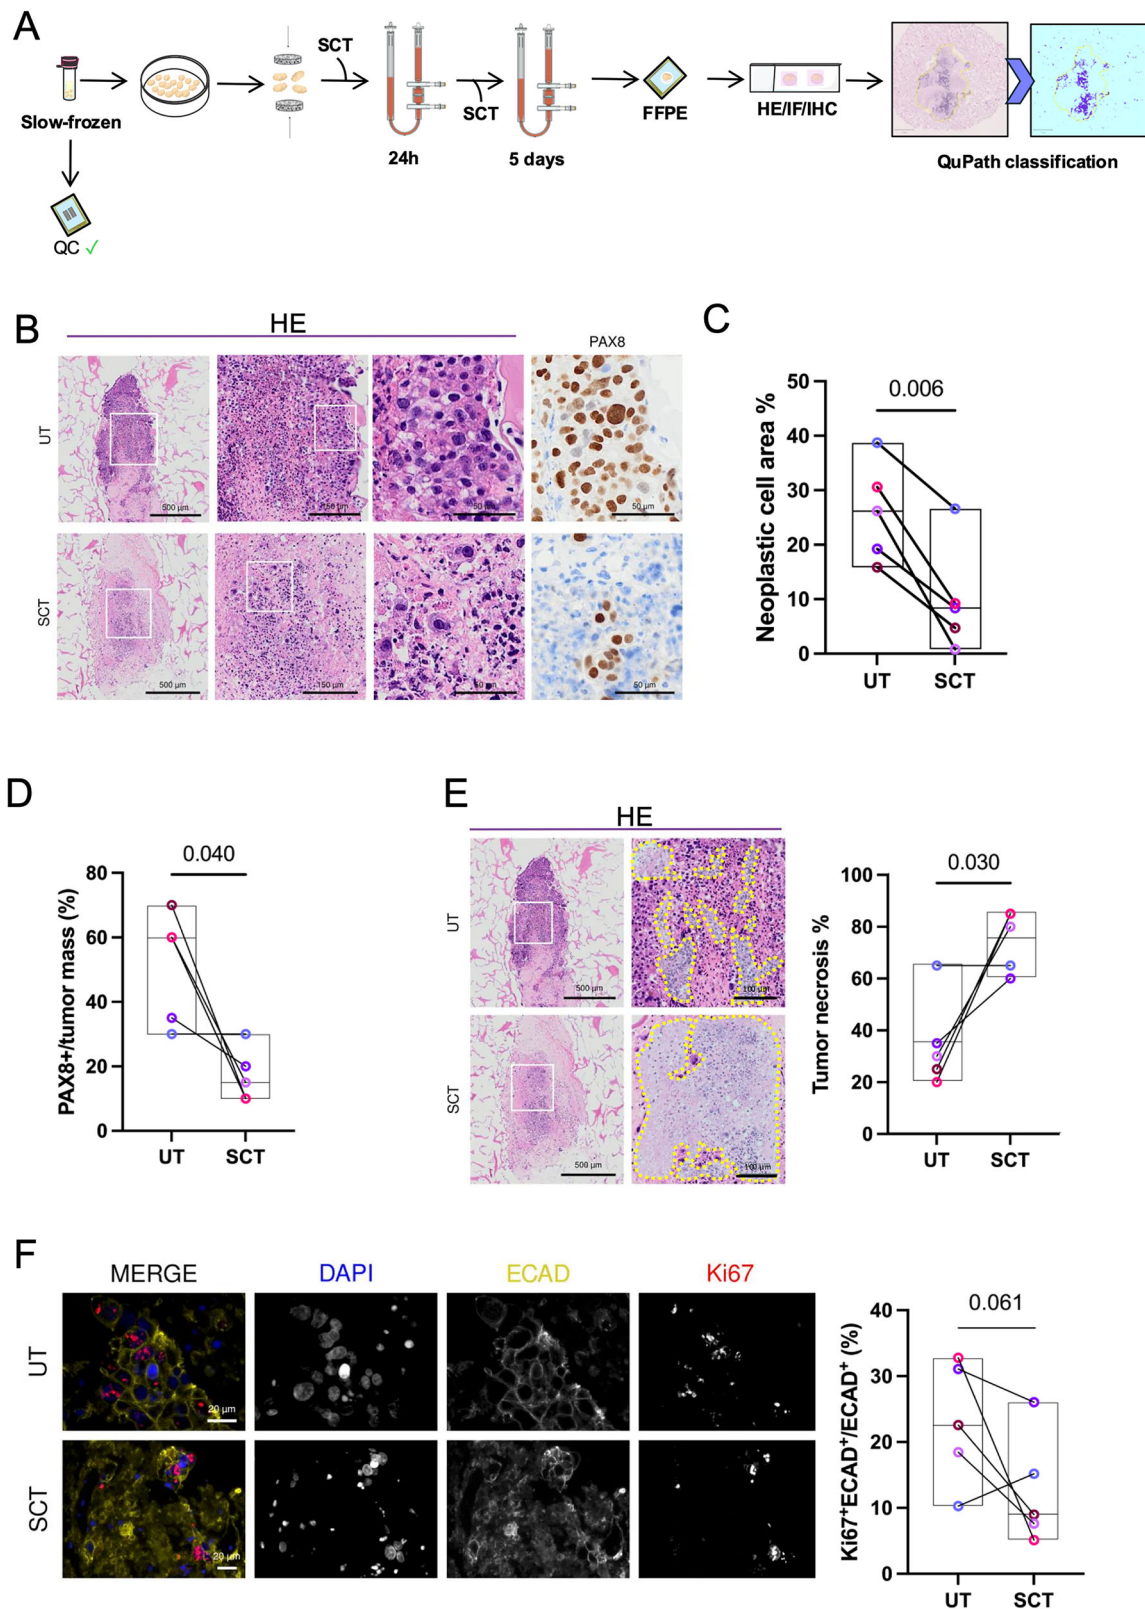 A
SCT
SCT
Slow-frozen
24h
5 days
FFPE
HE/IF/IHC
QuPath classification
QC ✓
B
HE
PAX8
UT
500 µm
150 µm
50 µm
50 µm
SCT
500 µm
150 µm
50 µm
50 µm
C
Neoplastic cell area %
50
40
30
20
10
0
0.006
UT
SCT
D
PAX8+/tumor mass (%)
80
60
40
20
0
0.040
UT
SCT
E
HE
UT
500 µm
100 µm
SCT
500 µm
100 µm
Tumor necrosis %
100
80
60
40
20
0
0.030
UT
SCT
F
MERGE
DAPI
ECAD
Ki67
UT
20 µm
SCT
20 µm
Ki67⁺ECAD⁺/ECAD⁺ (%)
40
30
20
10
0
0.061
UT
SCT